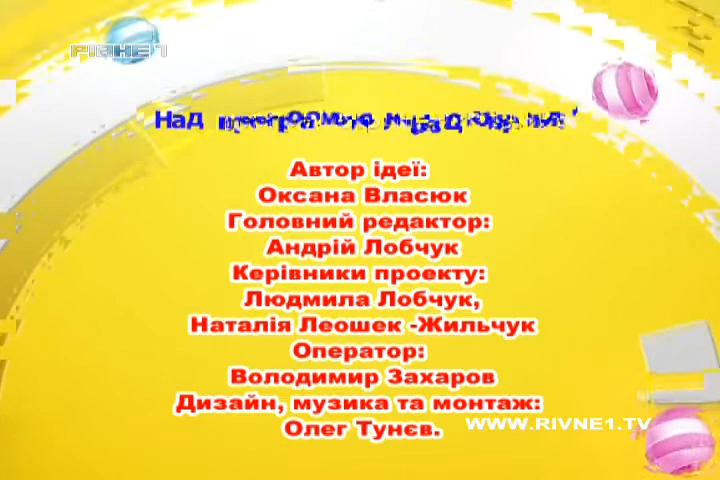 РІВНЕ 1
Над
Автор ідеї:
Оксана Власюк
Головний редактор:
Андрій Лобчук
Керівники проекту:
Людмила Лобчук,
Наталія Леошек -Жильчук
Оператор:
Володимир Захаров
Дизайн, музика та монтаж:
Олег Тунєв.
WWW.RIVNE1.TV